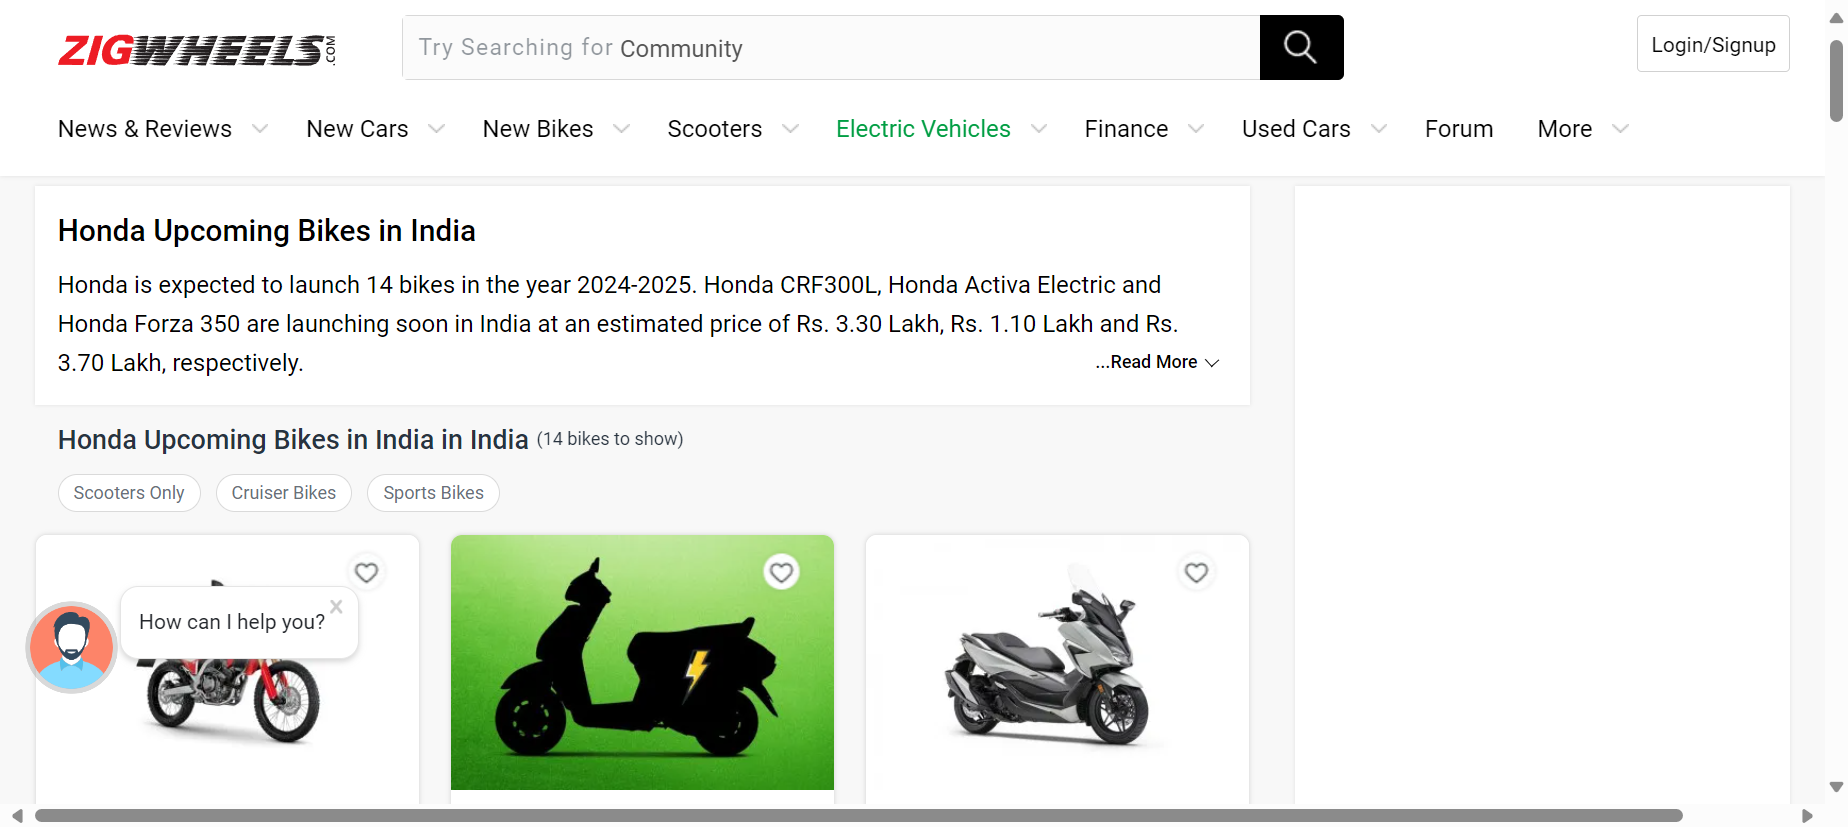 ZIGWHEELS.COM
Try Searching for Community
Login/Signup
News & Reviews New Cars New Bikes Scooters Electric Vehicles Finance Used Cars Forum More
Honda Upcoming Bikes in India
Honda is expected to launch 14 bikes in the year 2024-2025. Honda CRF300L, Honda Activa Electric and
Honda Forza 350 are launching soon in India at an estimated price of Rs. 3.30 Lakh, Rs. 1.10 Lakh and Rs.
3.70 Lakh, respectively.
...Read More
Honda Upcoming Bikes in India in India (14 bikes to show)
Scooters Only Cruiser Bikes Sports Bikes
How can I help you? x